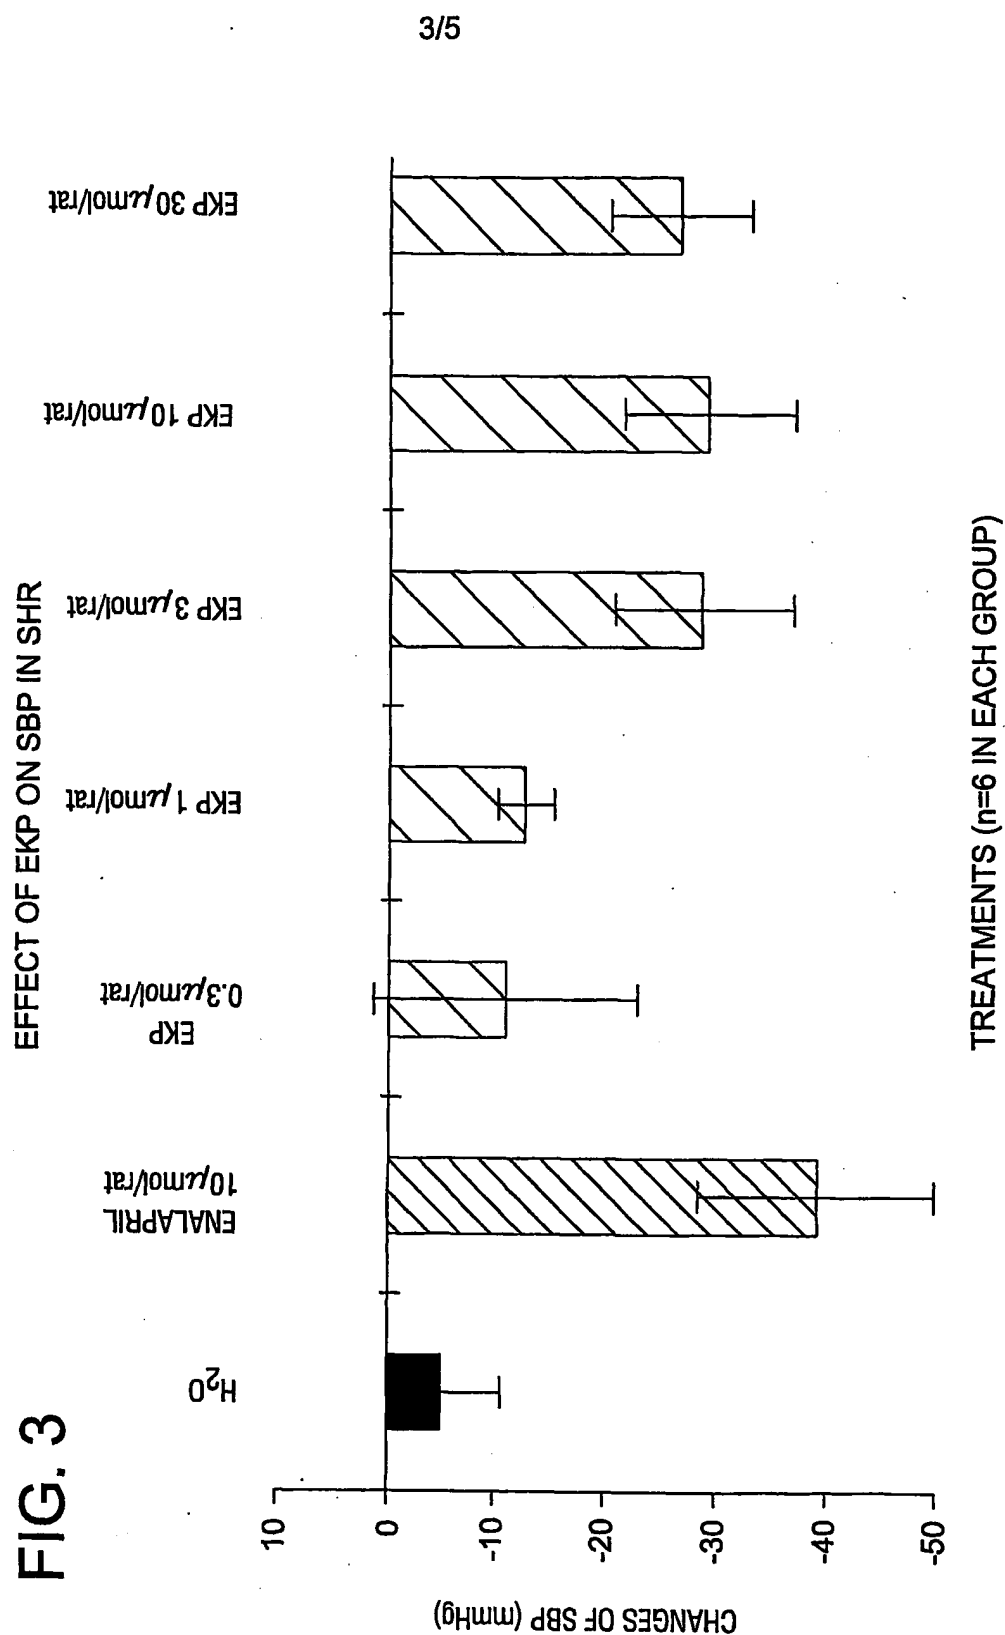 3/5
FIG. 3
EFFECT OF EKP ON SBP IN SHR
H₂O
ENALAPRIL
10μmol/rat
EKP
0.3μmol/rat
EKP 1μmol/rat
EKP 3μmol/rat
EKP 10μmol/rat
EKP 30μmol/rat
CHANGES OF SBP (mmHg)
10
0
-10
-20
-30
-40
-50
TREATMENTS (n=6 IN EACH GROUP)